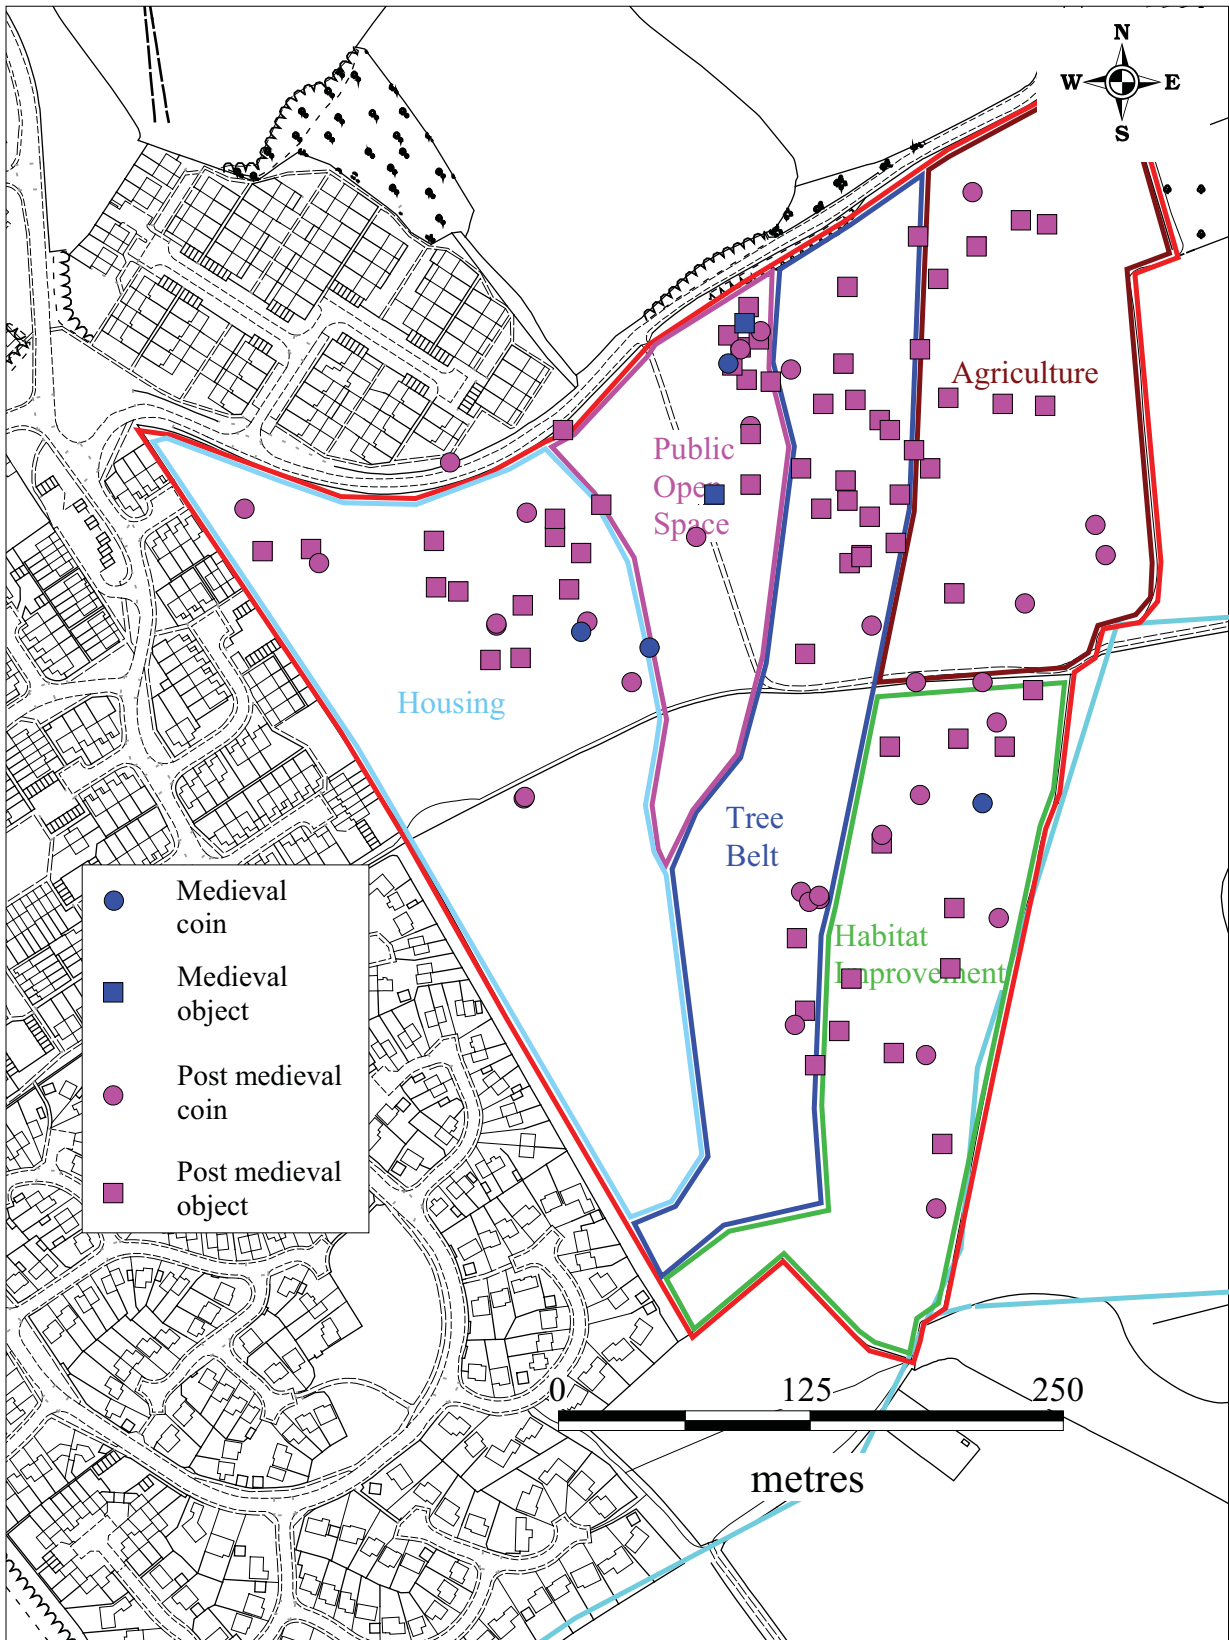 N
W E
S
Agriculture
Public
Open
Space
Housing
Tree
Belt
Habitat
Improvement
Medieval
coin
Medieval
object
Post medieval
coin
Post medieval
object
0 125 250
metres